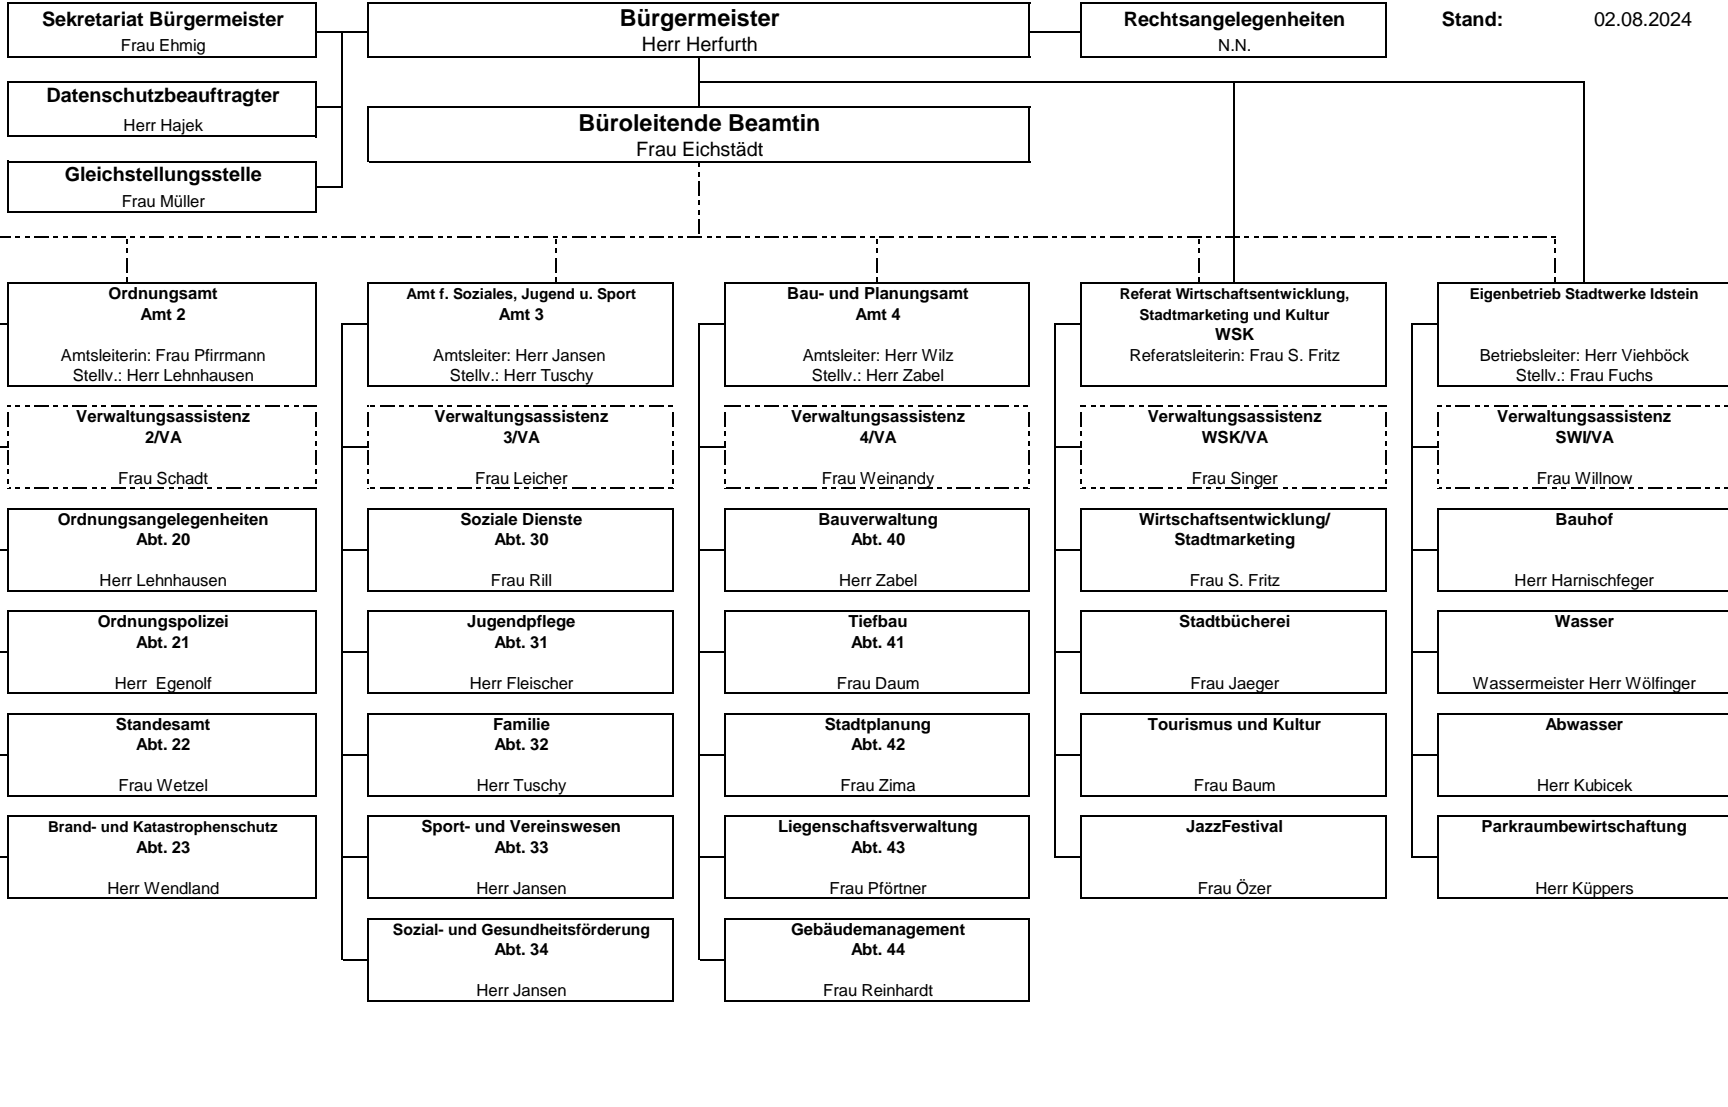 Sekretariat Bürgermeister
Frau Ehmig
Bürgermeister
Herr Herfurth
Rechtsangelegenheiten
N.N.
Stand: 02.08.2024
Datenschutzbeauftragter
Herr Hajek
Büroleitende Beamtin
Frau Eichstädt
Gleichstellungsstelle
Frau Müller
Ordnungsamt
Amt 2
Amtsleiterin: Frau Pfirrmann
Stellv.: Herr Lehnhausen
Verwaltungsassistenz
2/VA
Frau Schadt
Ordnungsangelegenheiten
Abt. 20
Herr Lehnhausen
Ordnungspolizei
Abt. 21
Herr Egenolf
Standesamt
Abt. 22
Frau Wetzel
Brand- und Katastrophenschutz
Abt. 23
Herr Wendland
Amt f. Soziales, Jugend u. Sport
Amt 3
Amtsleiter: Herr Jansen
Stellv.: Herr Tuschy
Verwaltungsassistenz
3/VA
Frau Leicher
Soziale Dienste
Abt. 30
Frau Rill
Jugendpflege
Abt. 31
Herr Fleischer
Familie
Abt. 32
Herr Tuschy
Sport- und Vereinswesen
Abt. 33
Herr Jansen
Sozial- und Gesundheitsförderung
Abt. 34
Herr Jansen
Bau- und Planungsamt
Amt 4
Amtsleiter: Herr Wilz
Stellv.: Herr Zabel
Verwaltungsassistenz
4/VA
Frau Weinandy
Bauverwaltung
Abt. 40
Herr Zabel
Tiefbau
Abt. 41
Frau Daum
Stadtplanung
Abt. 42
Frau Zima
Liegenschaftsverwaltung
Abt. 43
Frau Pförtner
Gebäudemanagement
Abt. 44
Frau Reinhardt
Referat Wirtschaftsentwicklung,
Stadtmarketing und Kultur
WSK
Referatsleiterin: Frau S. Fritz
Verwaltungsassistenz
WSK/VA
Frau Singer
Wirtschaftsentwicklung/
Stadtmarketing
Frau S. Fritz
Stadtbücherei
Frau Jaeger
Tourismus und Kultur
Frau Baum
JazzFestival
Frau Özer
Eigenbetrieb Stadtwerke Idstein
Betriebsleiter: Herr Viehböck
Stellv.: Frau Fuchs
Verwaltungsassistenz
SWI/VA
Frau Willnow
Bauhof
Herr Harnischfeger
Wasser
Wassermeister Herr Wölfinger
Abwasser
Herr Kubicek
Parkraumbewirtschaftung
Herr Küppers